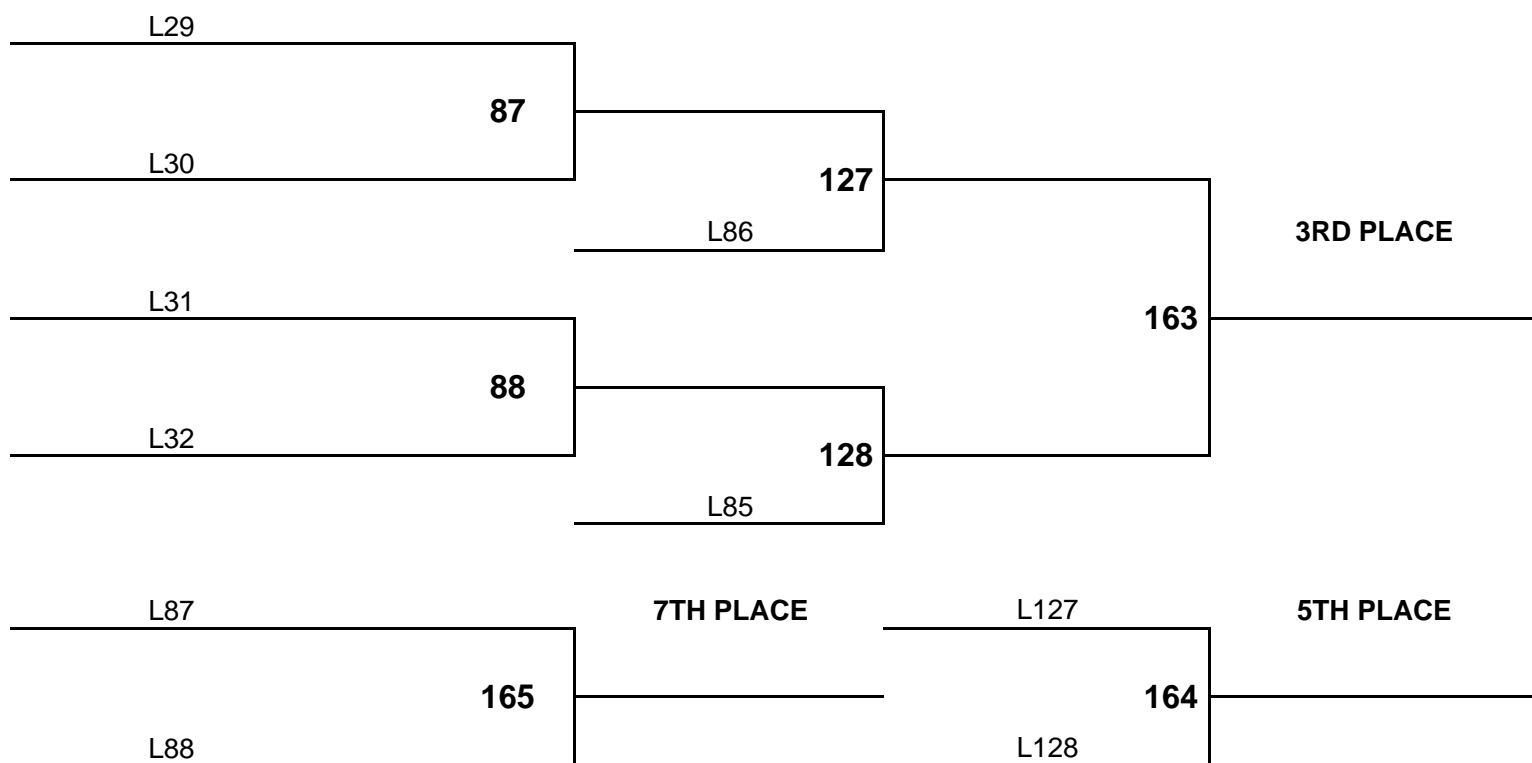 L29
87
L30
127
L86
3RD PLACE
L31
163
88
L32
128
L85
L87
7TH PLACE
L127
5TH PLACE
165
164
L88
L128